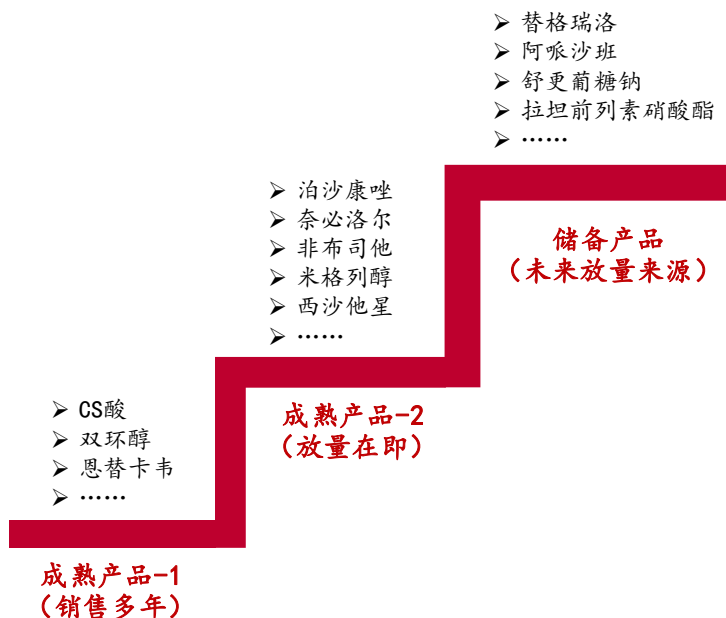 ➢ 替格瑞洛
➢ 阿哌沙班
➢ 舒更葡糖钠
➢ 拉坦前列素硝酸酯
➢ ……
储备产品
（未来放量来源）
➢ 泊沙康唑
➢ 奈必洛尔
➢ 非布司他
➢ 米格列醇
➢ 西沙他星
➢ ……
成熟产品-2
（放量在即）
➢ CS酸
➢ 双环醇
➢ 恩替卡韦
➢ ……
成熟产品-1
（销售多年）